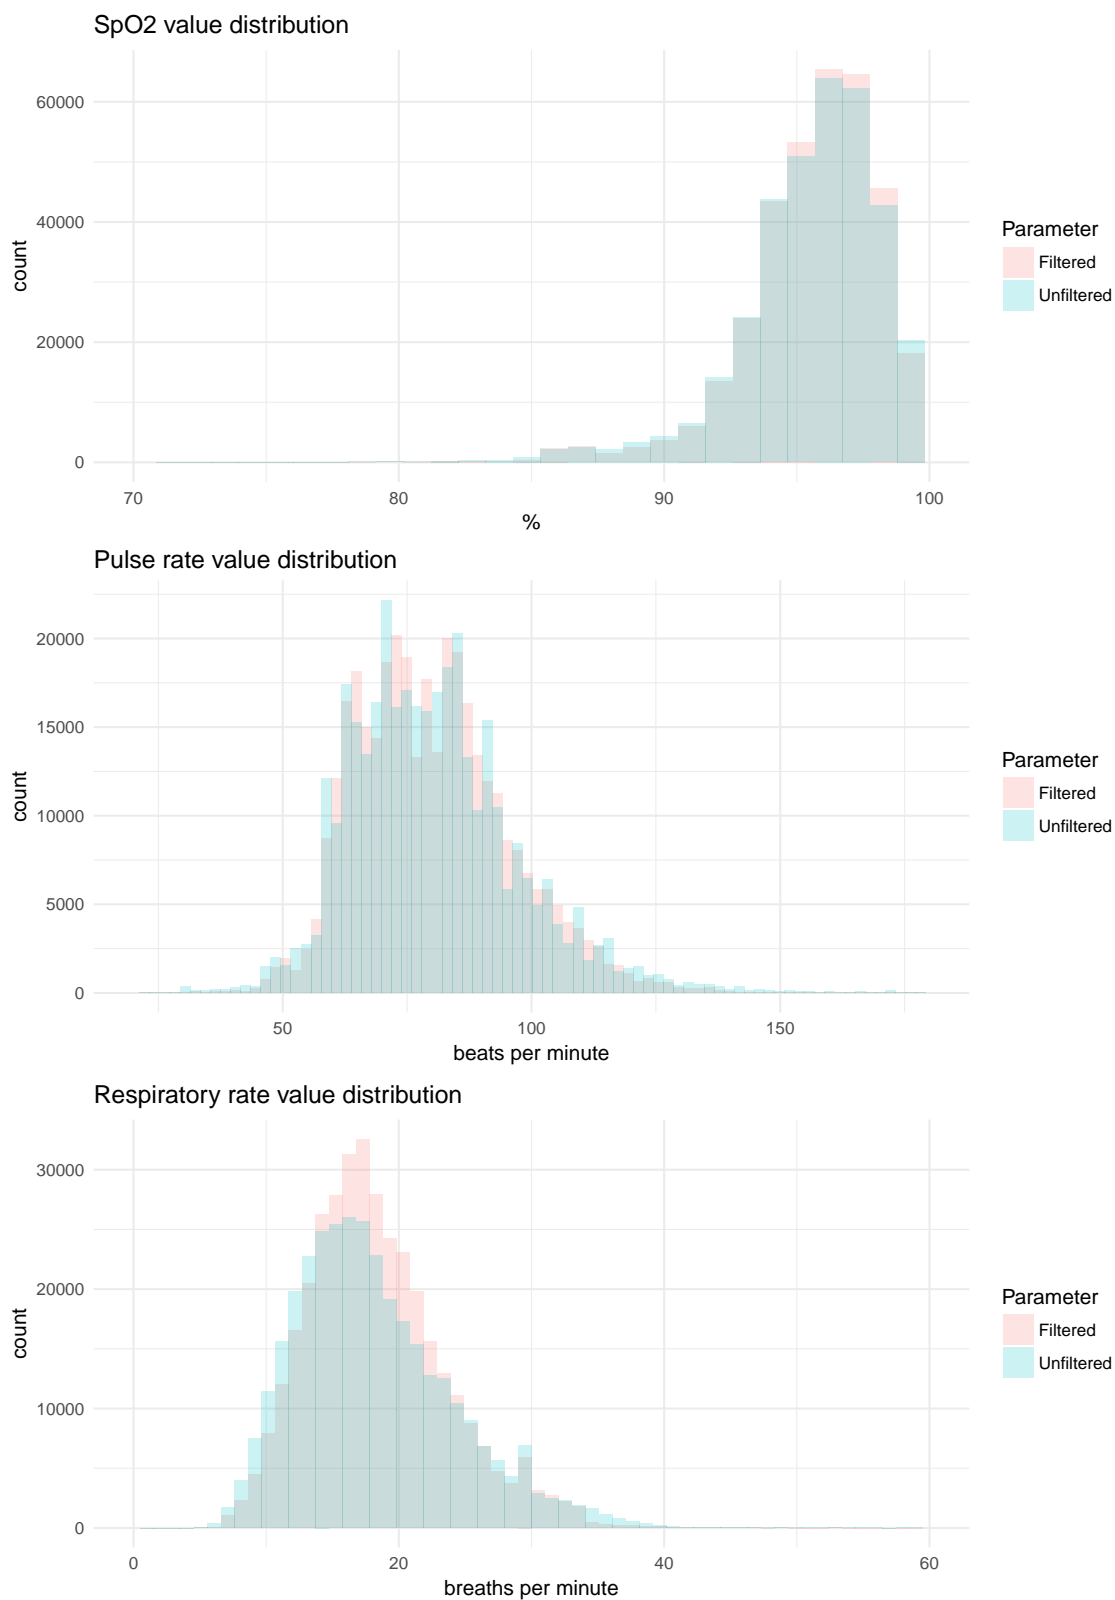 SpO2 value distribution
60000
40000
20000
0
count
70 80 90 100
%
Parameter
Filtered
Unfiltered
Pulse rate value distribution
20000
15000
10000
5000
0
count
50 100 150
beats per minute
Parameter
Filtered
Unfiltered
Respiratory rate value distribution
30000
20000
10000
0
count
0 20 40 60
breaths per minute
Parameter
Filtered
Unfiltered